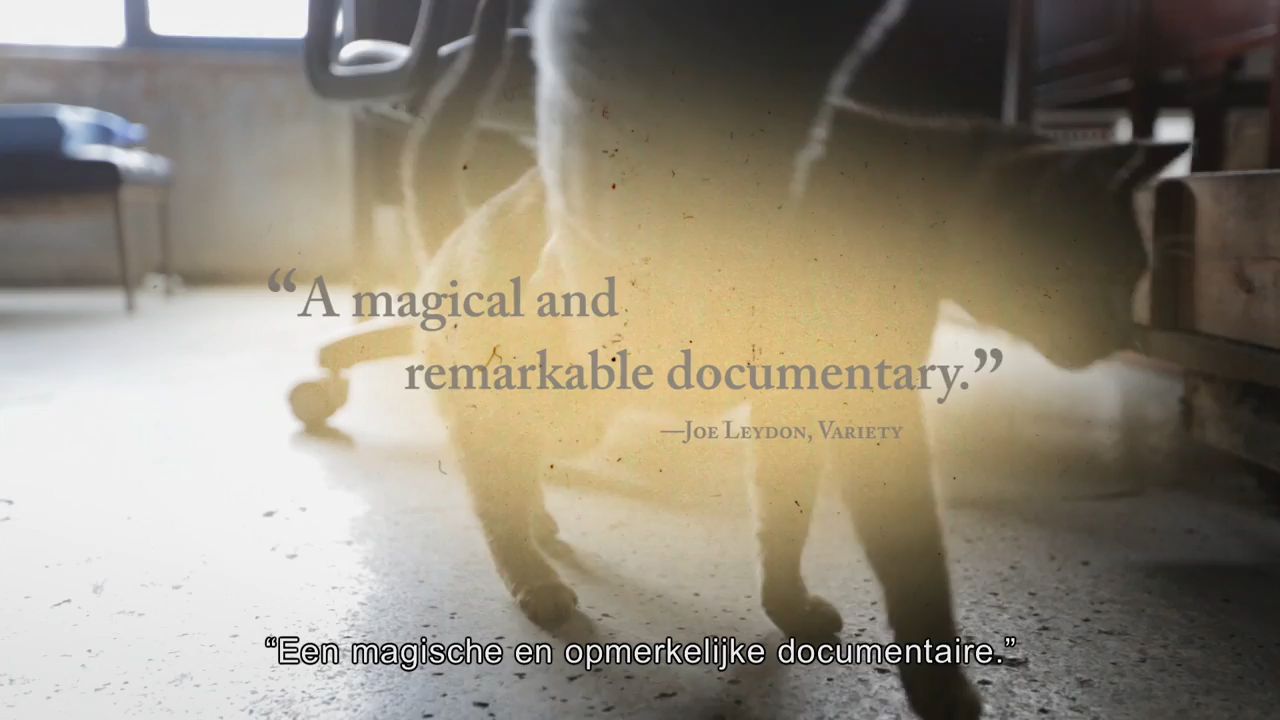 “A magical and
remarkable documentary.”
—Joe Leydon, Variety
“Een magische en opmerkelijke documentaire.”